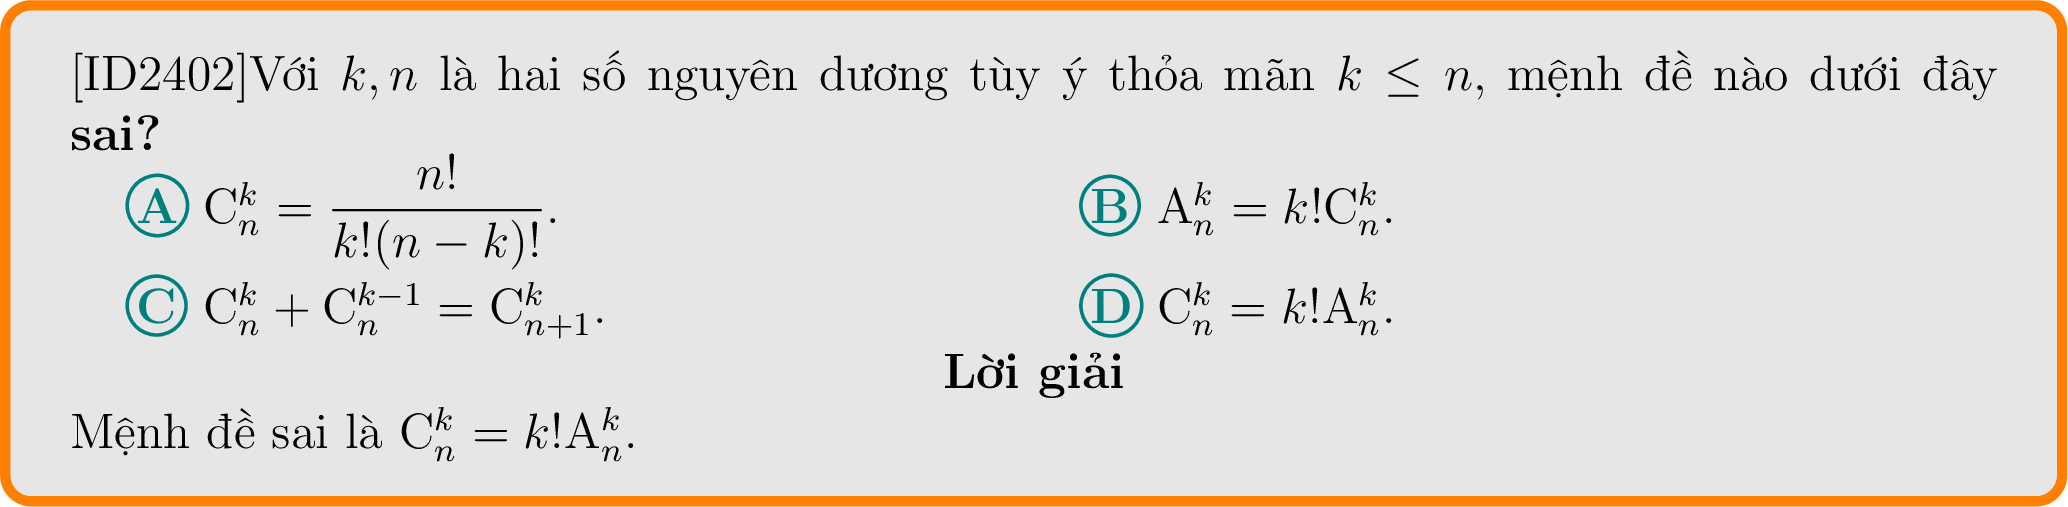 [ID2402]Với k, n là hai số nguyên dương tùy ý thỏa mãn k ≤ n, mệnh đề nào dưới đây
sai?
A $\mathrm{C}_n^k = \dfrac{n!}{k!(n-k)!}$. B $\mathrm{A}_n^k = k!\mathrm{C}_n^k$.
C $\mathrm{C}_n^k + \mathrm{C}_n^{k-1} = \mathrm{C}_{n+1}^k$. D $\mathrm{C}_n^k = k!\mathrm{A}_n^k$.
Lời giải
Mệnh đề sai là $\mathrm{C}_n^k = k!\mathrm{A}_n^k$.